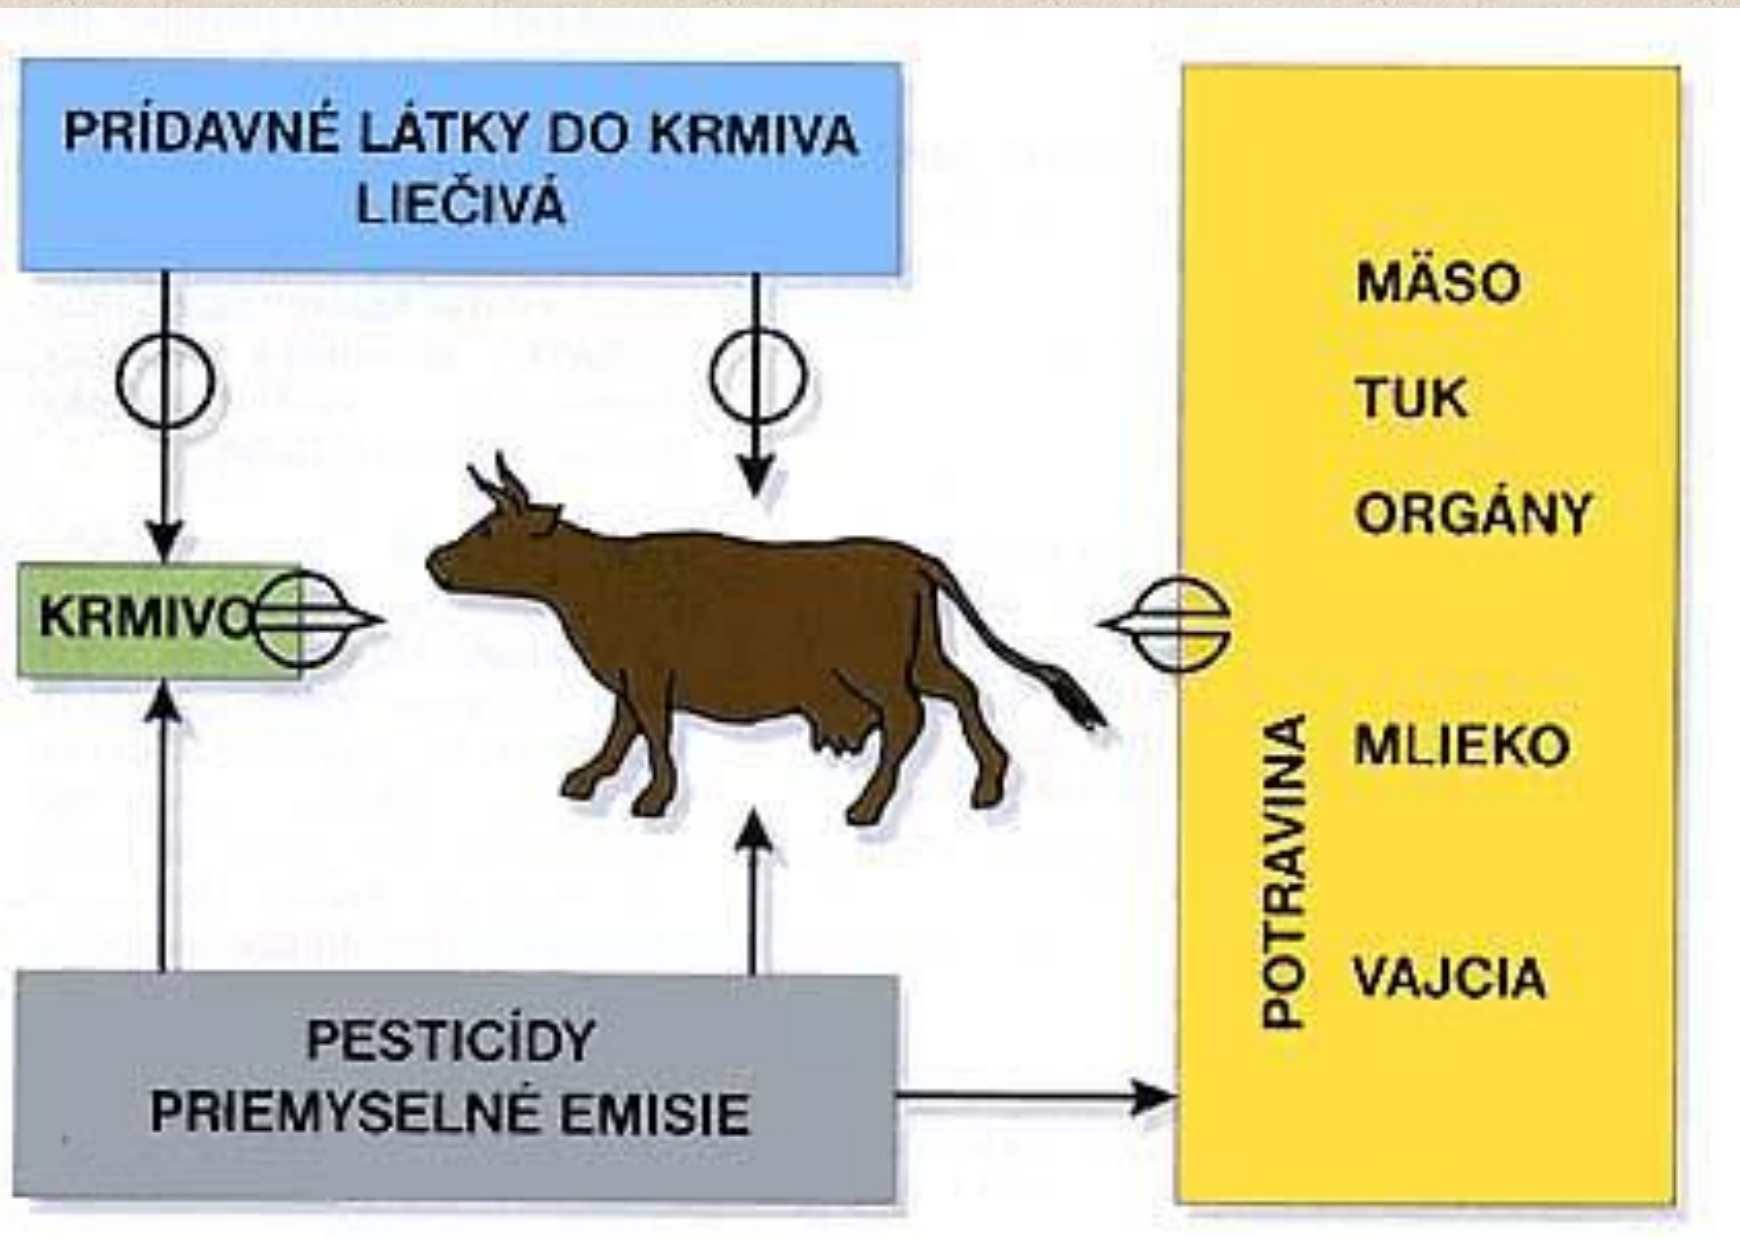 PRÍDAVNÉ LÁTKY DO KRMIVA
LIEČIVÁ
KRMIVO
PESTICÍDY
PRIEMYSELNÉ EMISIE
POTRAVINA
MÄSO
TUK
ORGÁNY
MLIEKO
VAJCIA